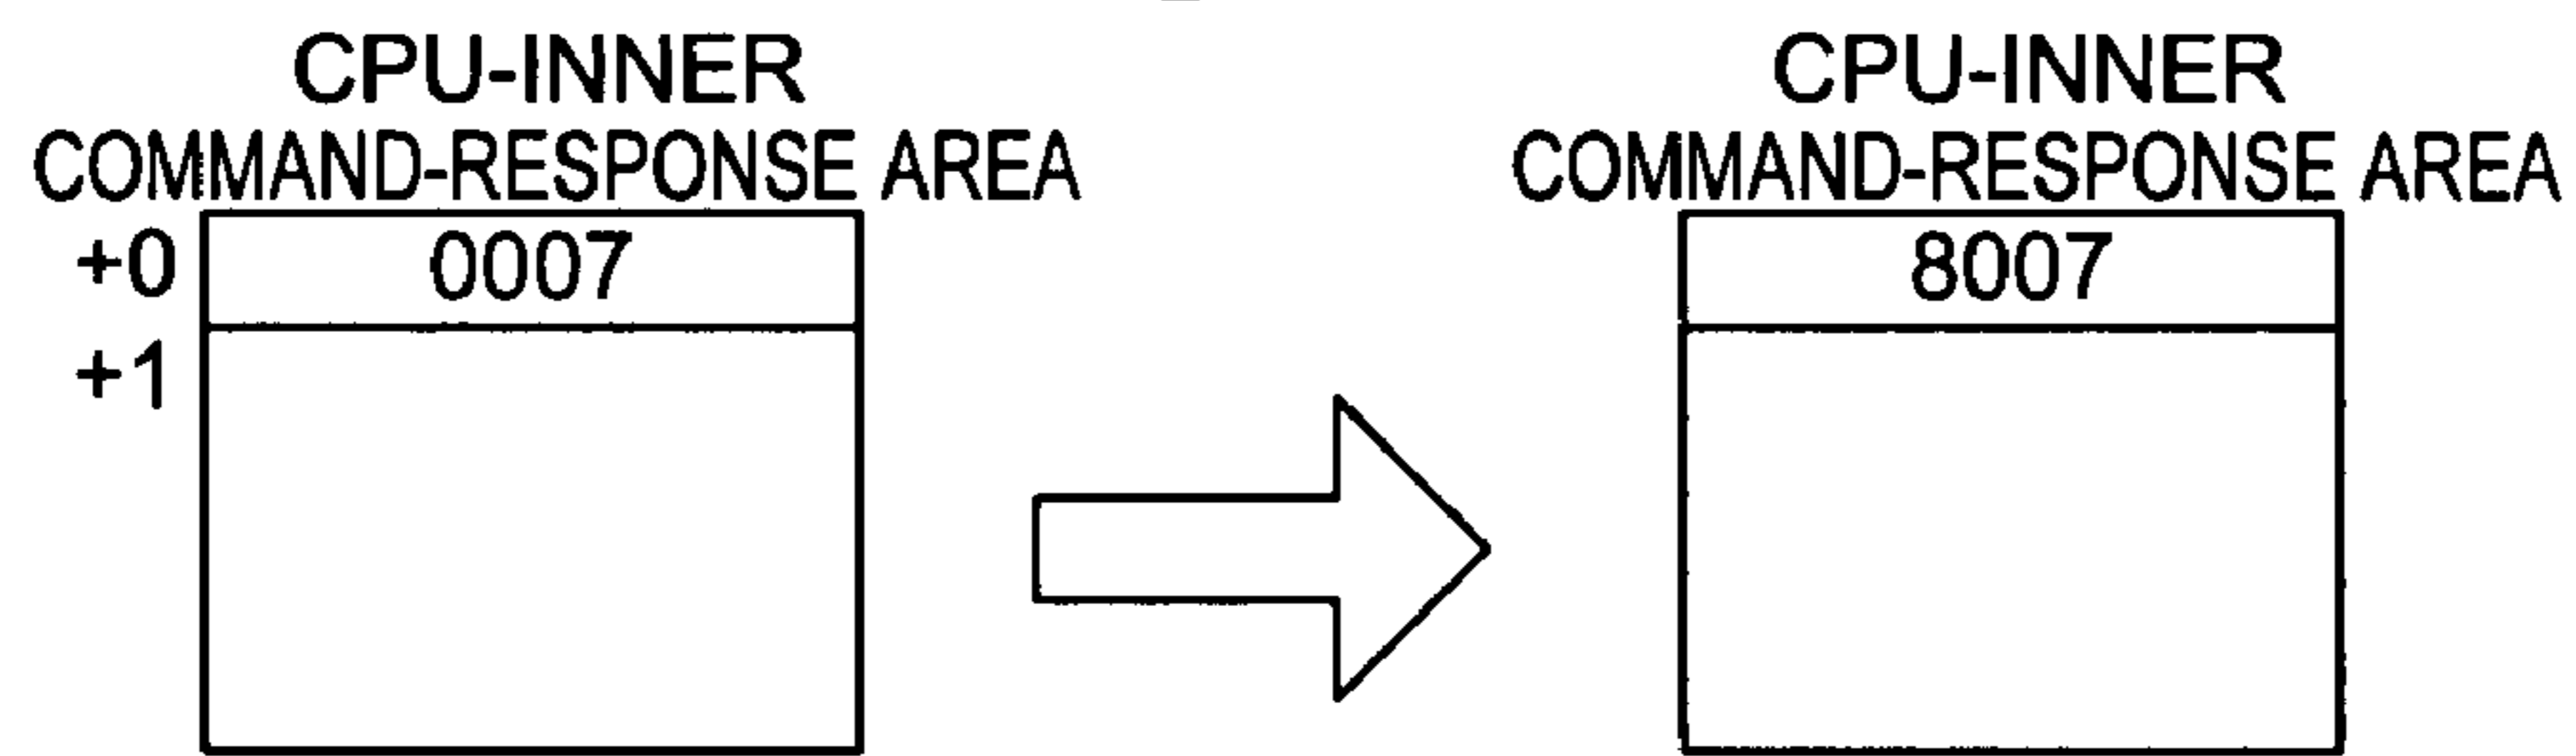 CPU-INNER
COMMAND-RESPONSE AREA
+0 0007
+1
CPU-INNER
COMMAND-RESPONSE AREA
8007